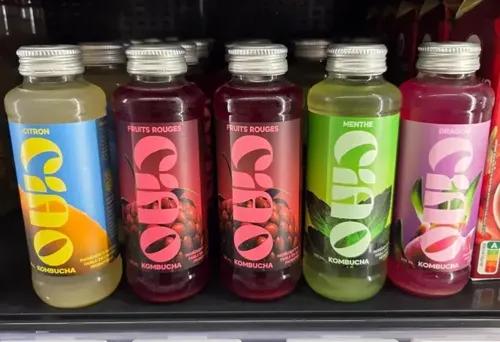 CITRON
CIAO
KOMBUCHA
FRUITS ROUGES
CIAO
KOMBUCHA
FRUITS ROUGES
CIAO
KOMBUCHA
MENTHE
CIAO
KOMBUCHA
DRAGON
CIAO
KOMBUCHA